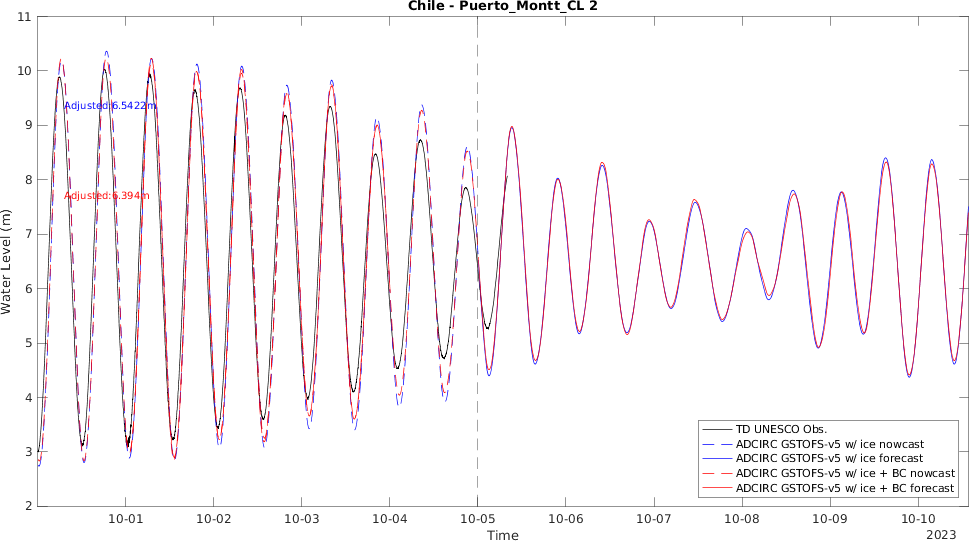 Chile - Puerto_Montt_CL 2
11
10
9
8
7
6
5
4
3
2
Water Level (m)
Adjusted:6.5422m
Adjusted:6.394m
TD UNESCO Obs.
ADCIRC GSTOFS-v5 w/ ice nowcast
ADCIRC GSTOFS-v5 w/ ice forecast
ADCIRC GSTOFS-v5 w/ ice + BC nowcast
ADCIRC GSTOFS-v5 w/ ice + BC forecast
10-01 10-02 10-03 10-04 10-05 10-06 10-07 10-08 10-09 10-10
Time
2023